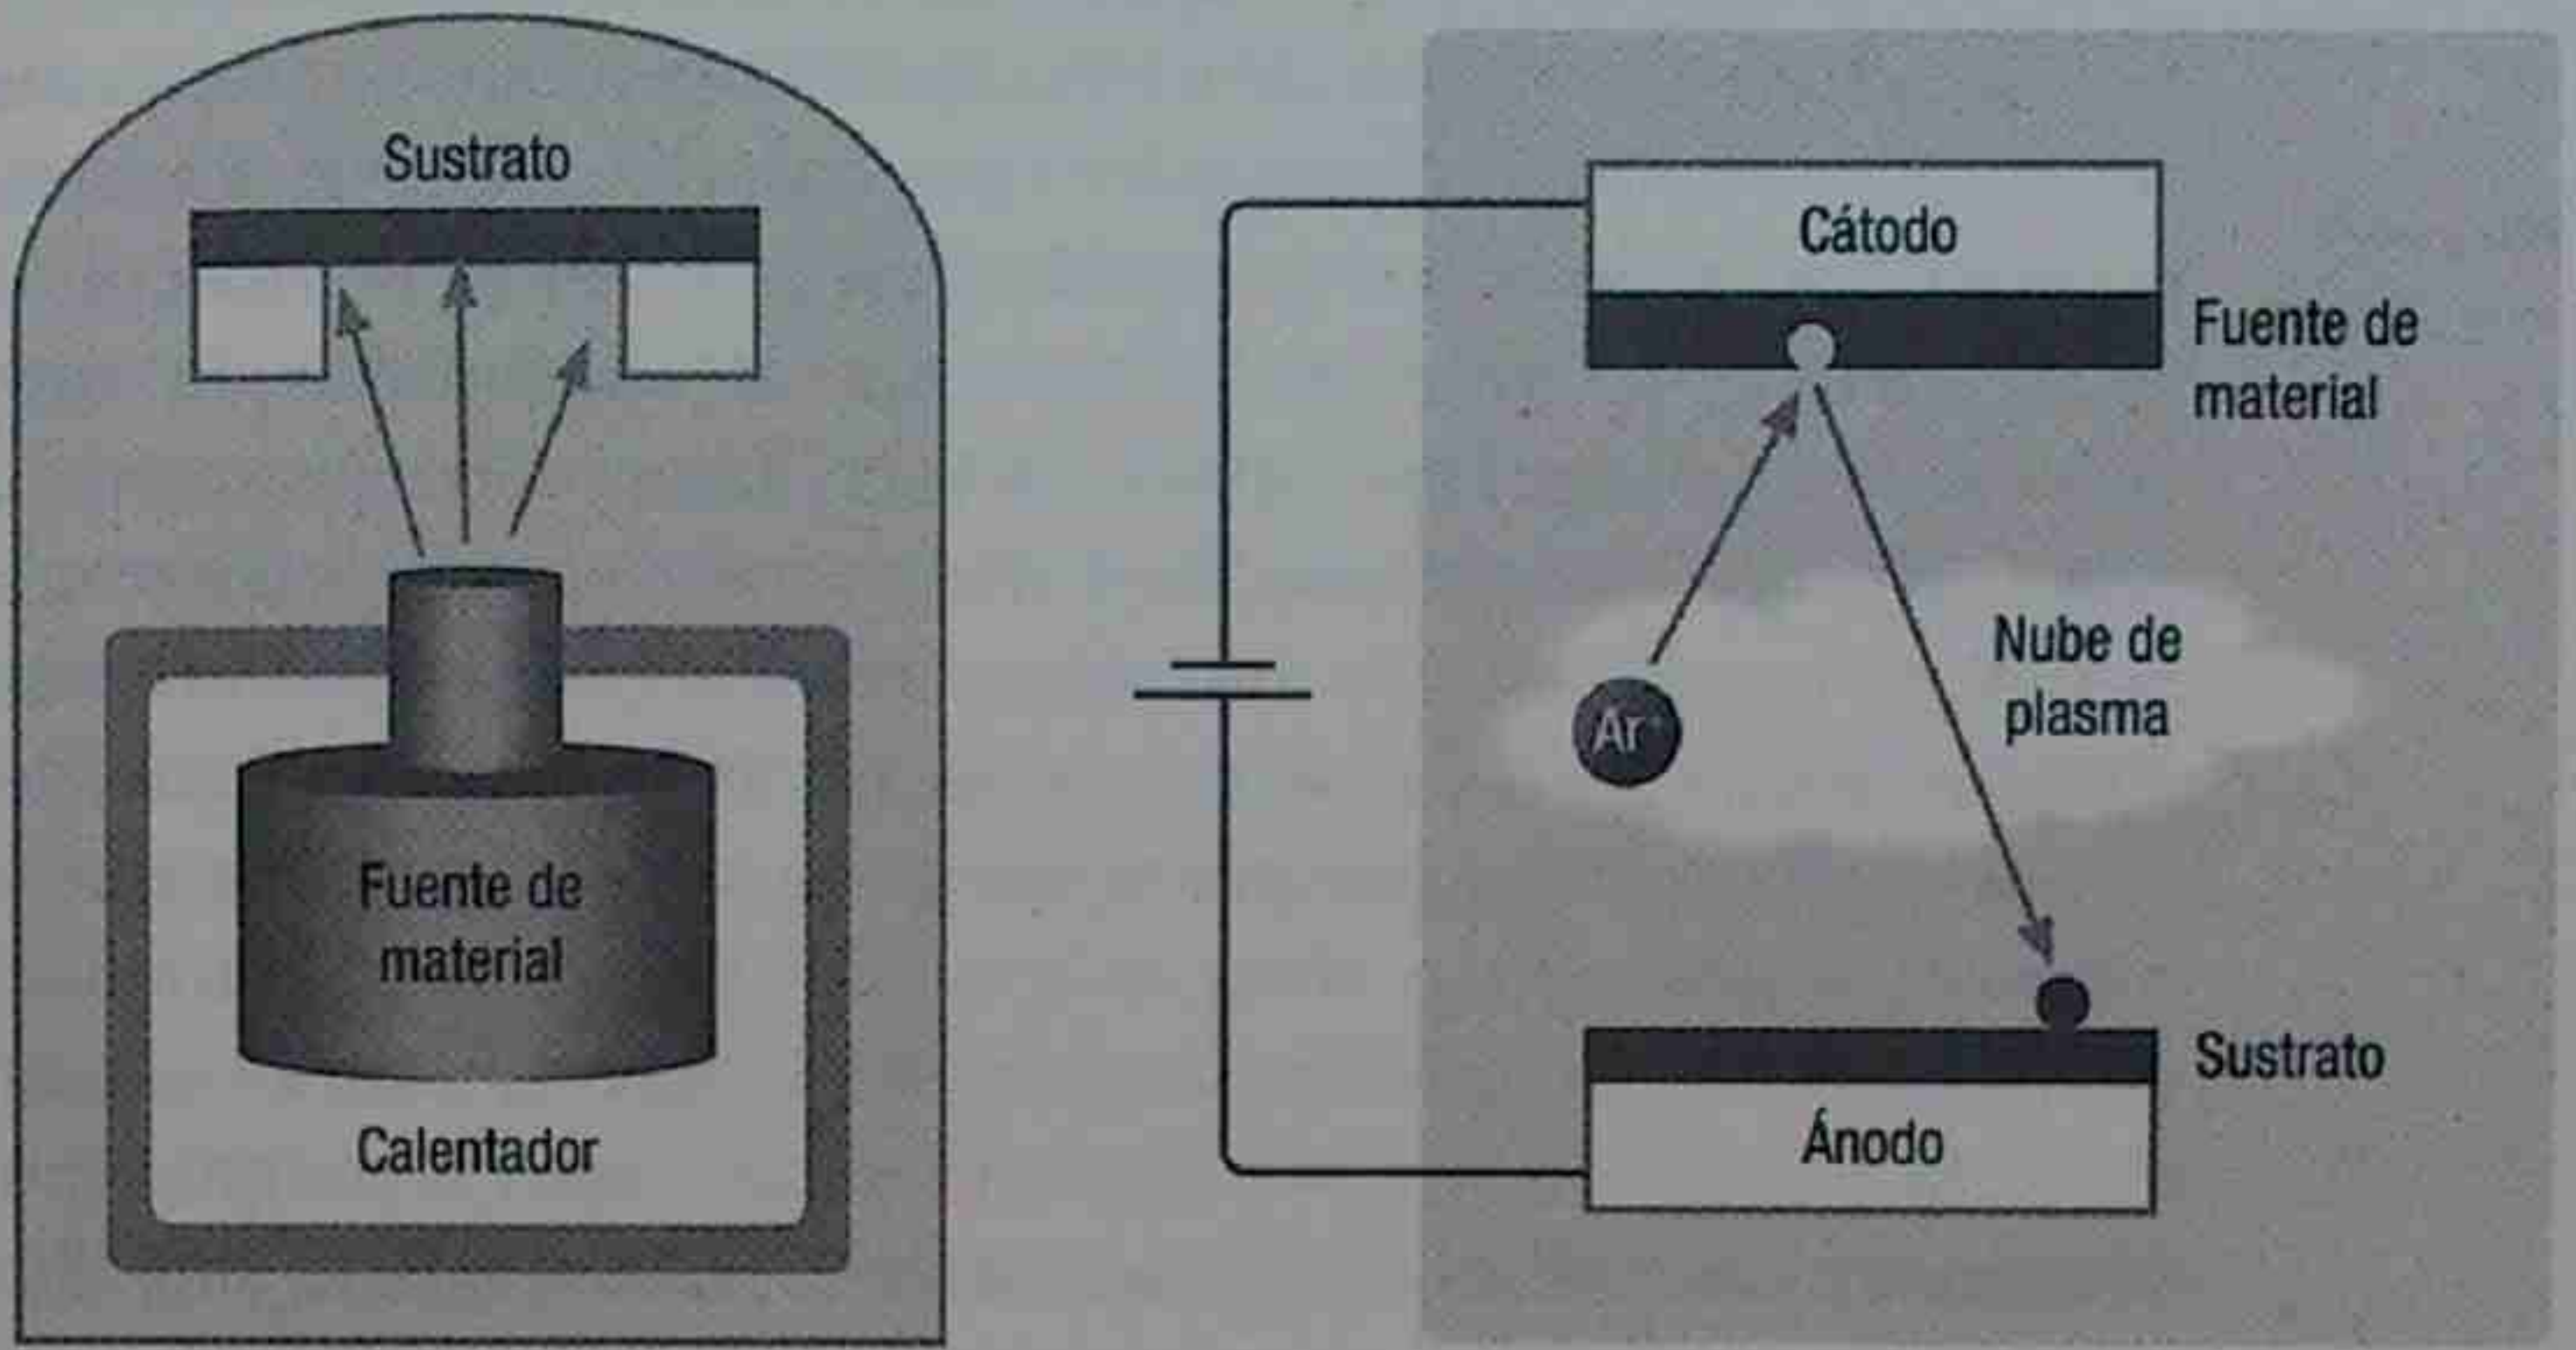 Sustrato
Fuente de
material
Calentador
Cátodo
Fuente de
material
Ar⁺
Nube de
plasma
Sustrato
Ánodo